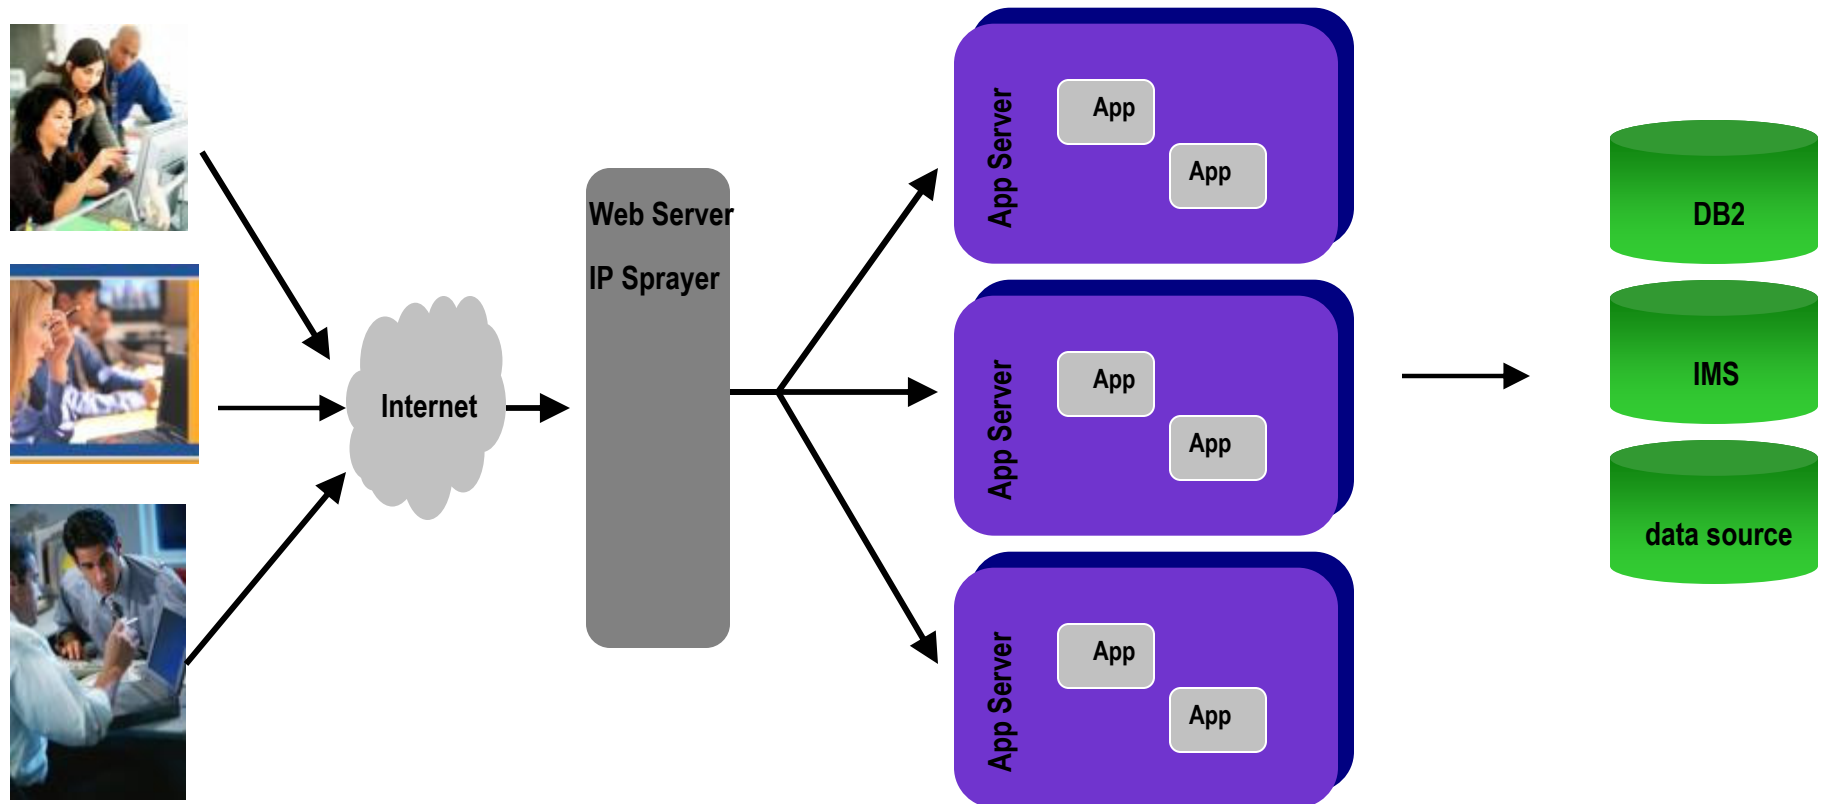 Internet
Web Server
IP Sprayer
App Server
App
App
App Server
App
App
App Server
App
App
DB2
IMS
data source